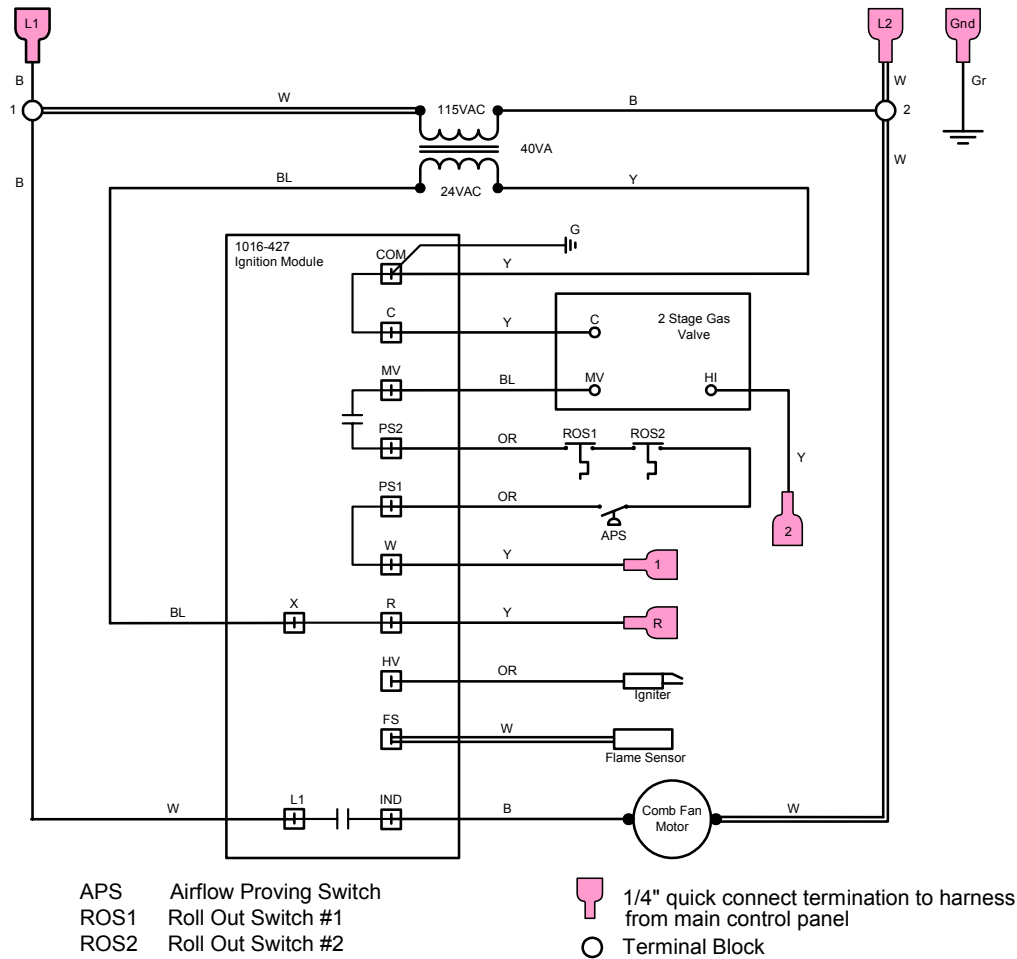 L1
L2
Gnd
B
W
Gr
1
W
115VAC
B
2
40VA
B
W
BL
24VAC
Y
1016-427
Ignition Module
COM
G
Y
C
Y
C
2 Stage Gas
Valve
MV
BL
MV
HI
PS2
OR
ROS1
ROS2
Y
PS1
OR
APS
2
W
Y
1
BL
X
R
Y
R
HV
OR
Igniter
FS
W
Flame Sensor
W
L1
IND
B
Comb Fan
Motor
W
APS Airflow Proving Switch
ROS1 Roll Out Switch #1
ROS2 Roll Out Switch #2
1/4" quick connect termination to harness
from main control panel
Terminal Block